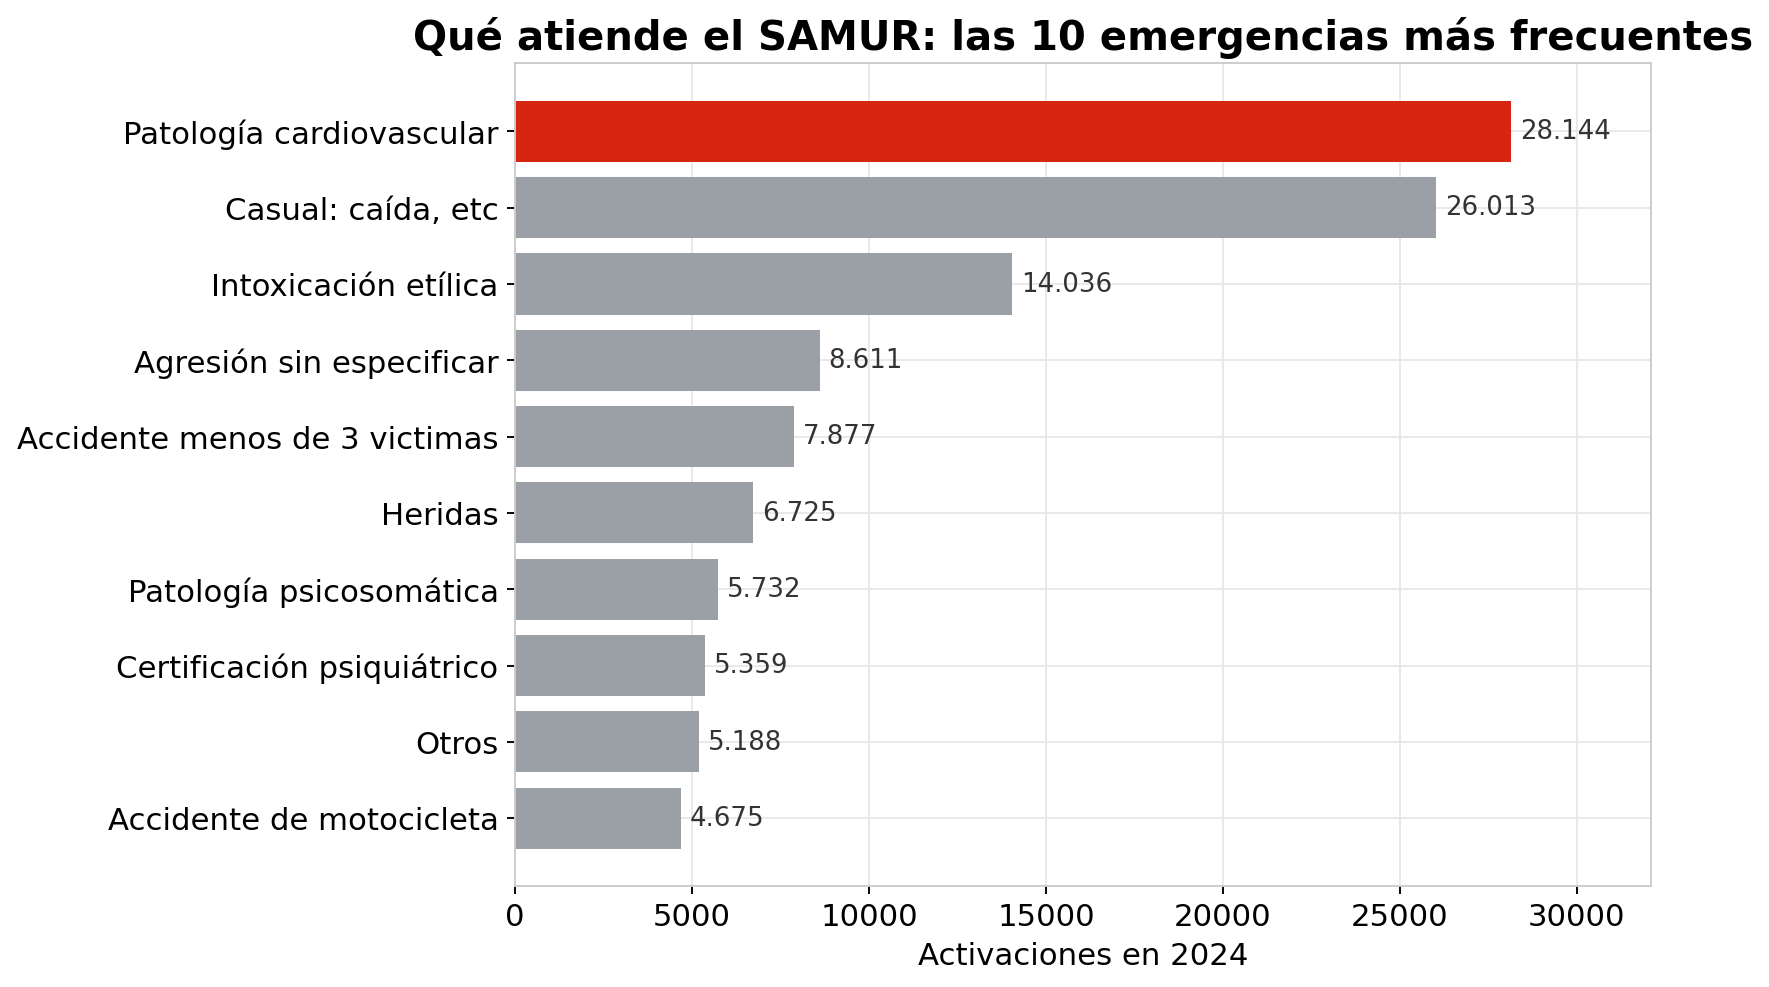 Qué atiende el SAMUR: las 10 emergencias más frecuentes
Patología cardiovascular 28.144
Casual: caída, etc 26.013
Intoxicación etílica 14.036
Agresión sin especificar 8.611
Accidente menos de 3 victimas 7.877
Heridas 6.725
Patología psicosomática 5.732
Certificación psiquiátrico 5.359
Otros 5.188
Accidente de motocicleta 4.675
0 5000 10000 15000 20000 25000 30000
Activaciones en 2024